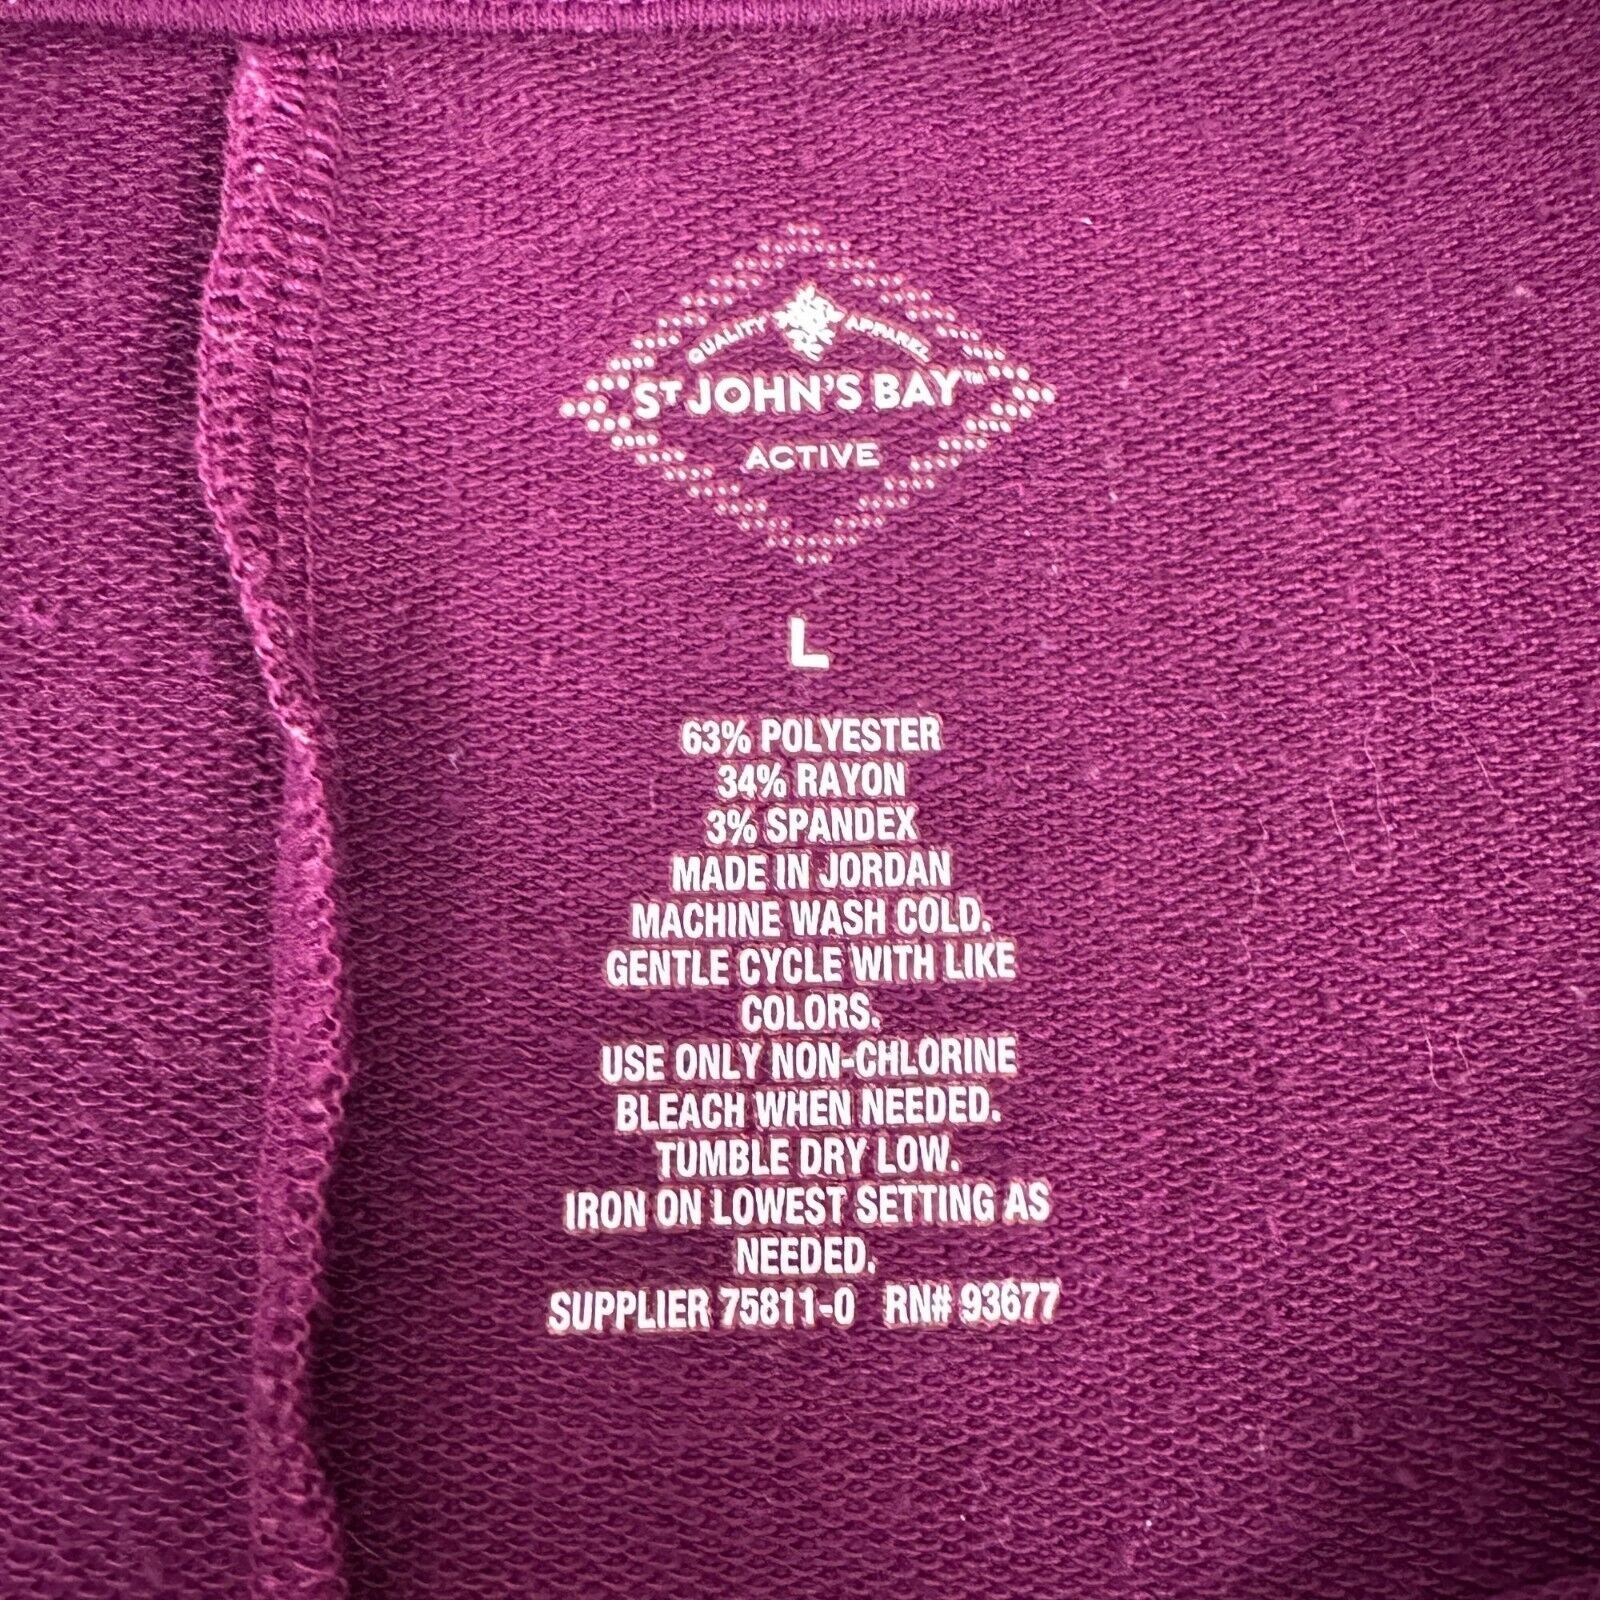 QUALITY APPAREL
ST JOHN'S BAY™
ACTIVE
L
63% POLYESTER
34% RAYON
3% SPANDEX
MADE IN JORDAN
MACHINE WASH COLD.
GENTLE CYCLE WITH LIKE
COLORS.
USE ONLY NON-CHLORINE
BLEACH WHEN NEEDED.
TUMBLE DRY LOW.
IRON ON LOWEST SETTING AS
NEEDED.
SUPPLIER 75811-0 RN# 93677